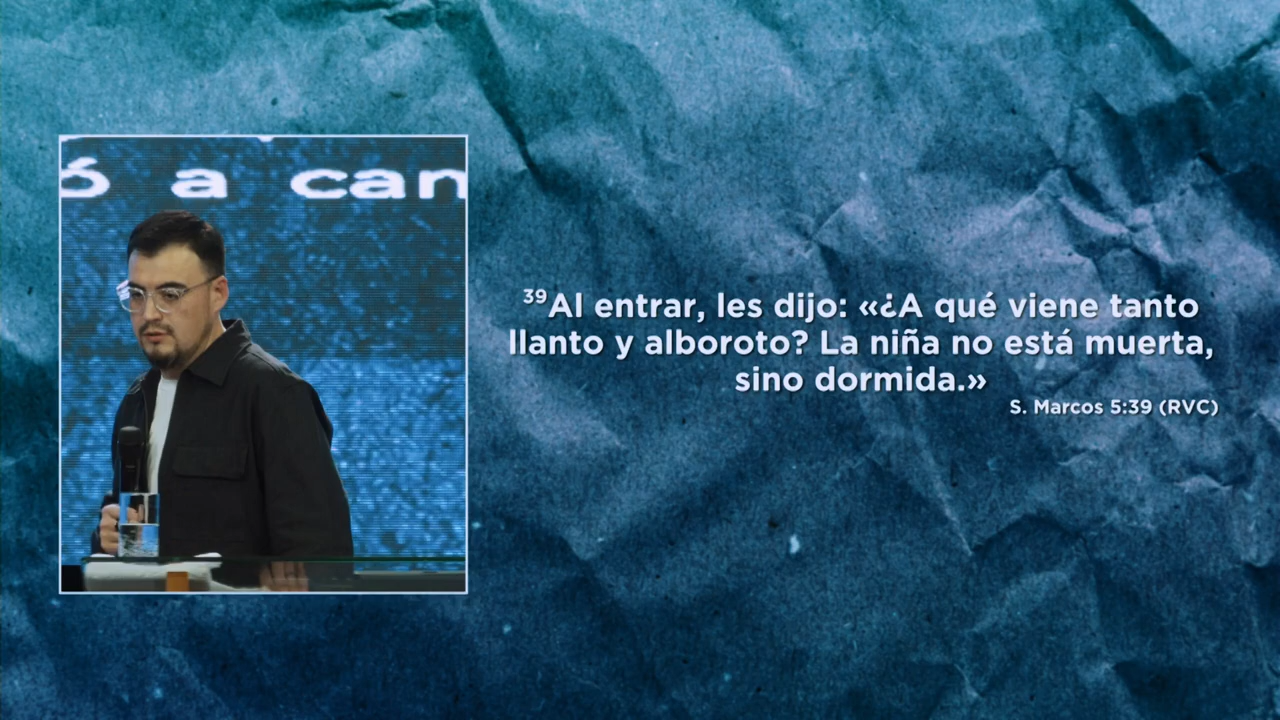 ó a can
39Al entrar, les dijo: «¿A qué viene tanto
llanto y alboroto? La niña no está muerta,
sino dormida.»
S. Marcos 5:39 (RVC)